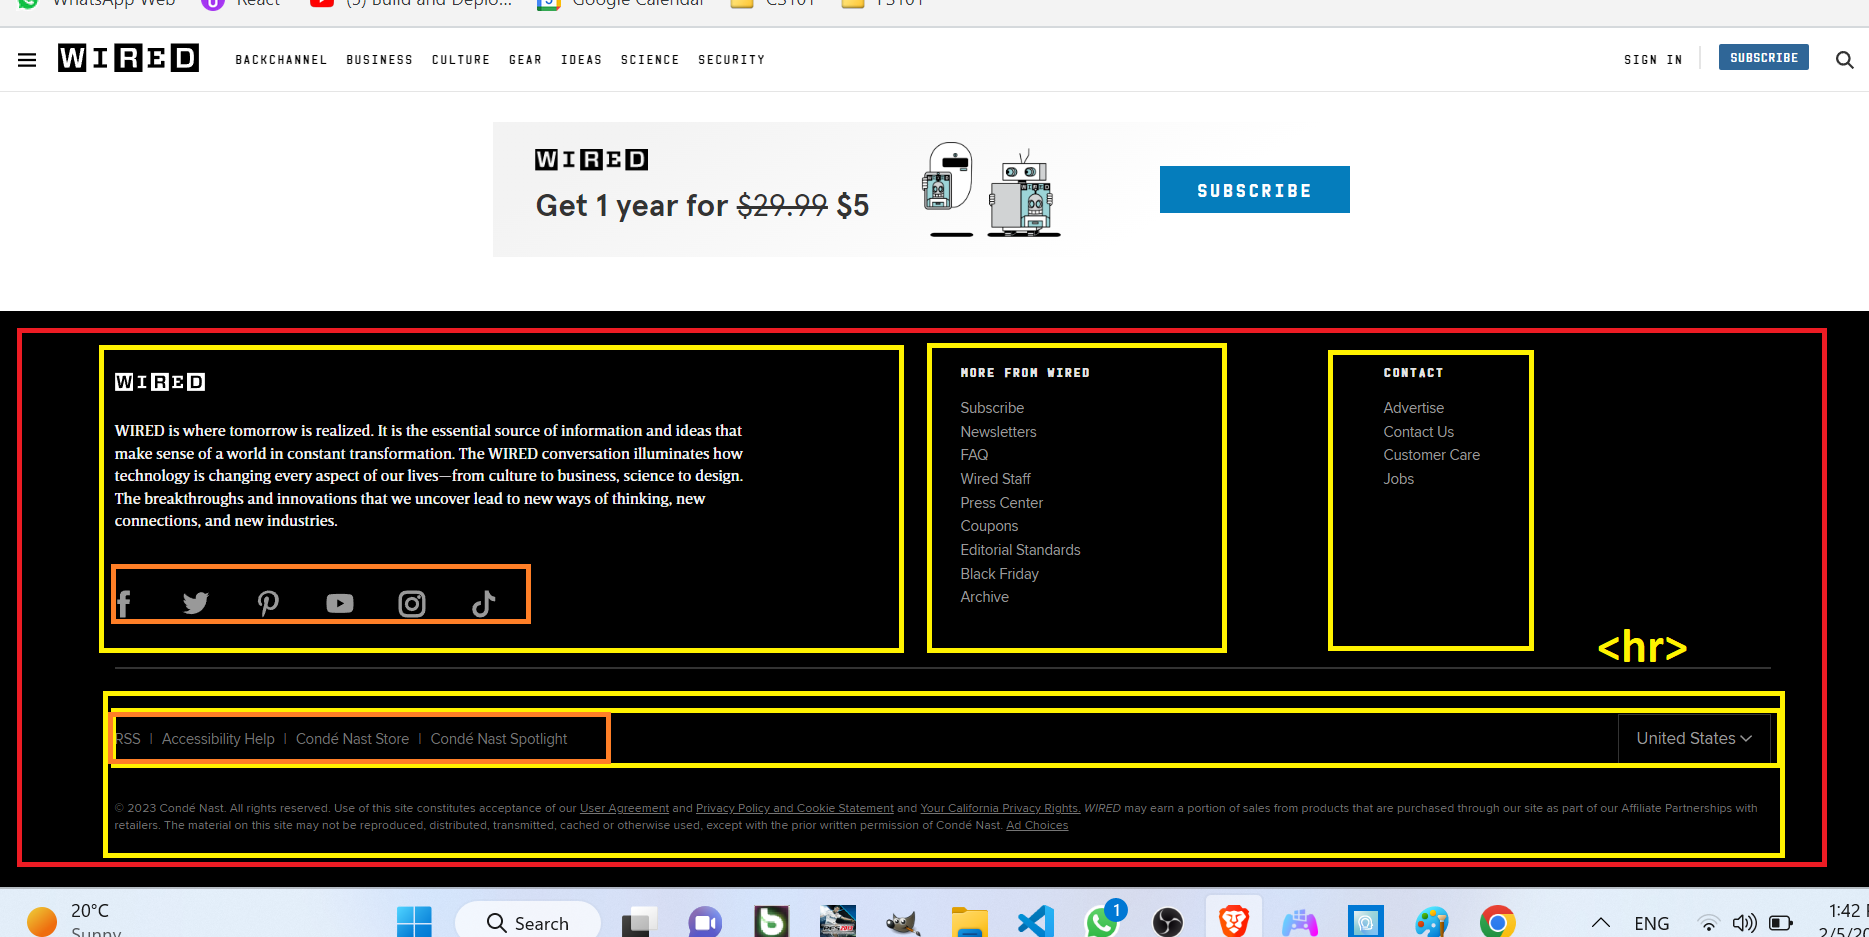 WhatsApp Web React (5) Build and Deplo... Google Calendar CS101 FS101
WIRED BACKCHANNEL BUSINESS CULTURE GEAR IDEAS SCIENCE SECURITY SIGN IN SUBSCRIBE
WIRED
Get 1 year for $29.99 $5
SUBSCRIBE
WIRED
WIRED is where tomorrow is realized. It is the essential source of information and ideas that
make sense of a world in constant transformation. The WIRED conversation illuminates how
technology is changing every aspect of our lives—from culture to business, science to design.
The breakthroughs and innovations that we uncover lead to new ways of thinking, new
connections, and new industries.
MORE FROM WIRED
Subscribe
Newsletters
FAQ
Wired Staff
Press Center
Coupons
Editorial Standards
Black Friday
Archive
CONTACT
Advertise
Contact Us
Customer Care
Jobs
<hr>
RSS | Accessibility Help | Condé Nast Store | Condé Nast Spotlight
United States
© 2023 Condé Nast. All rights reserved. Use of this site constitutes acceptance of our User Agreement and Privacy Policy and Cookie Statement and Your California Privacy Rights. WIRED may earn a portion of sales from products that are purchased through our site as part of our Affiliate Partnerships with
retailers. The material on this site may not be reproduced, distributed, transmitted, cached or otherwise used, except with the prior written permission of Condé Nast. Ad Choices
20°C
Sunny
Search
1
ENG
1:42
2/5/20